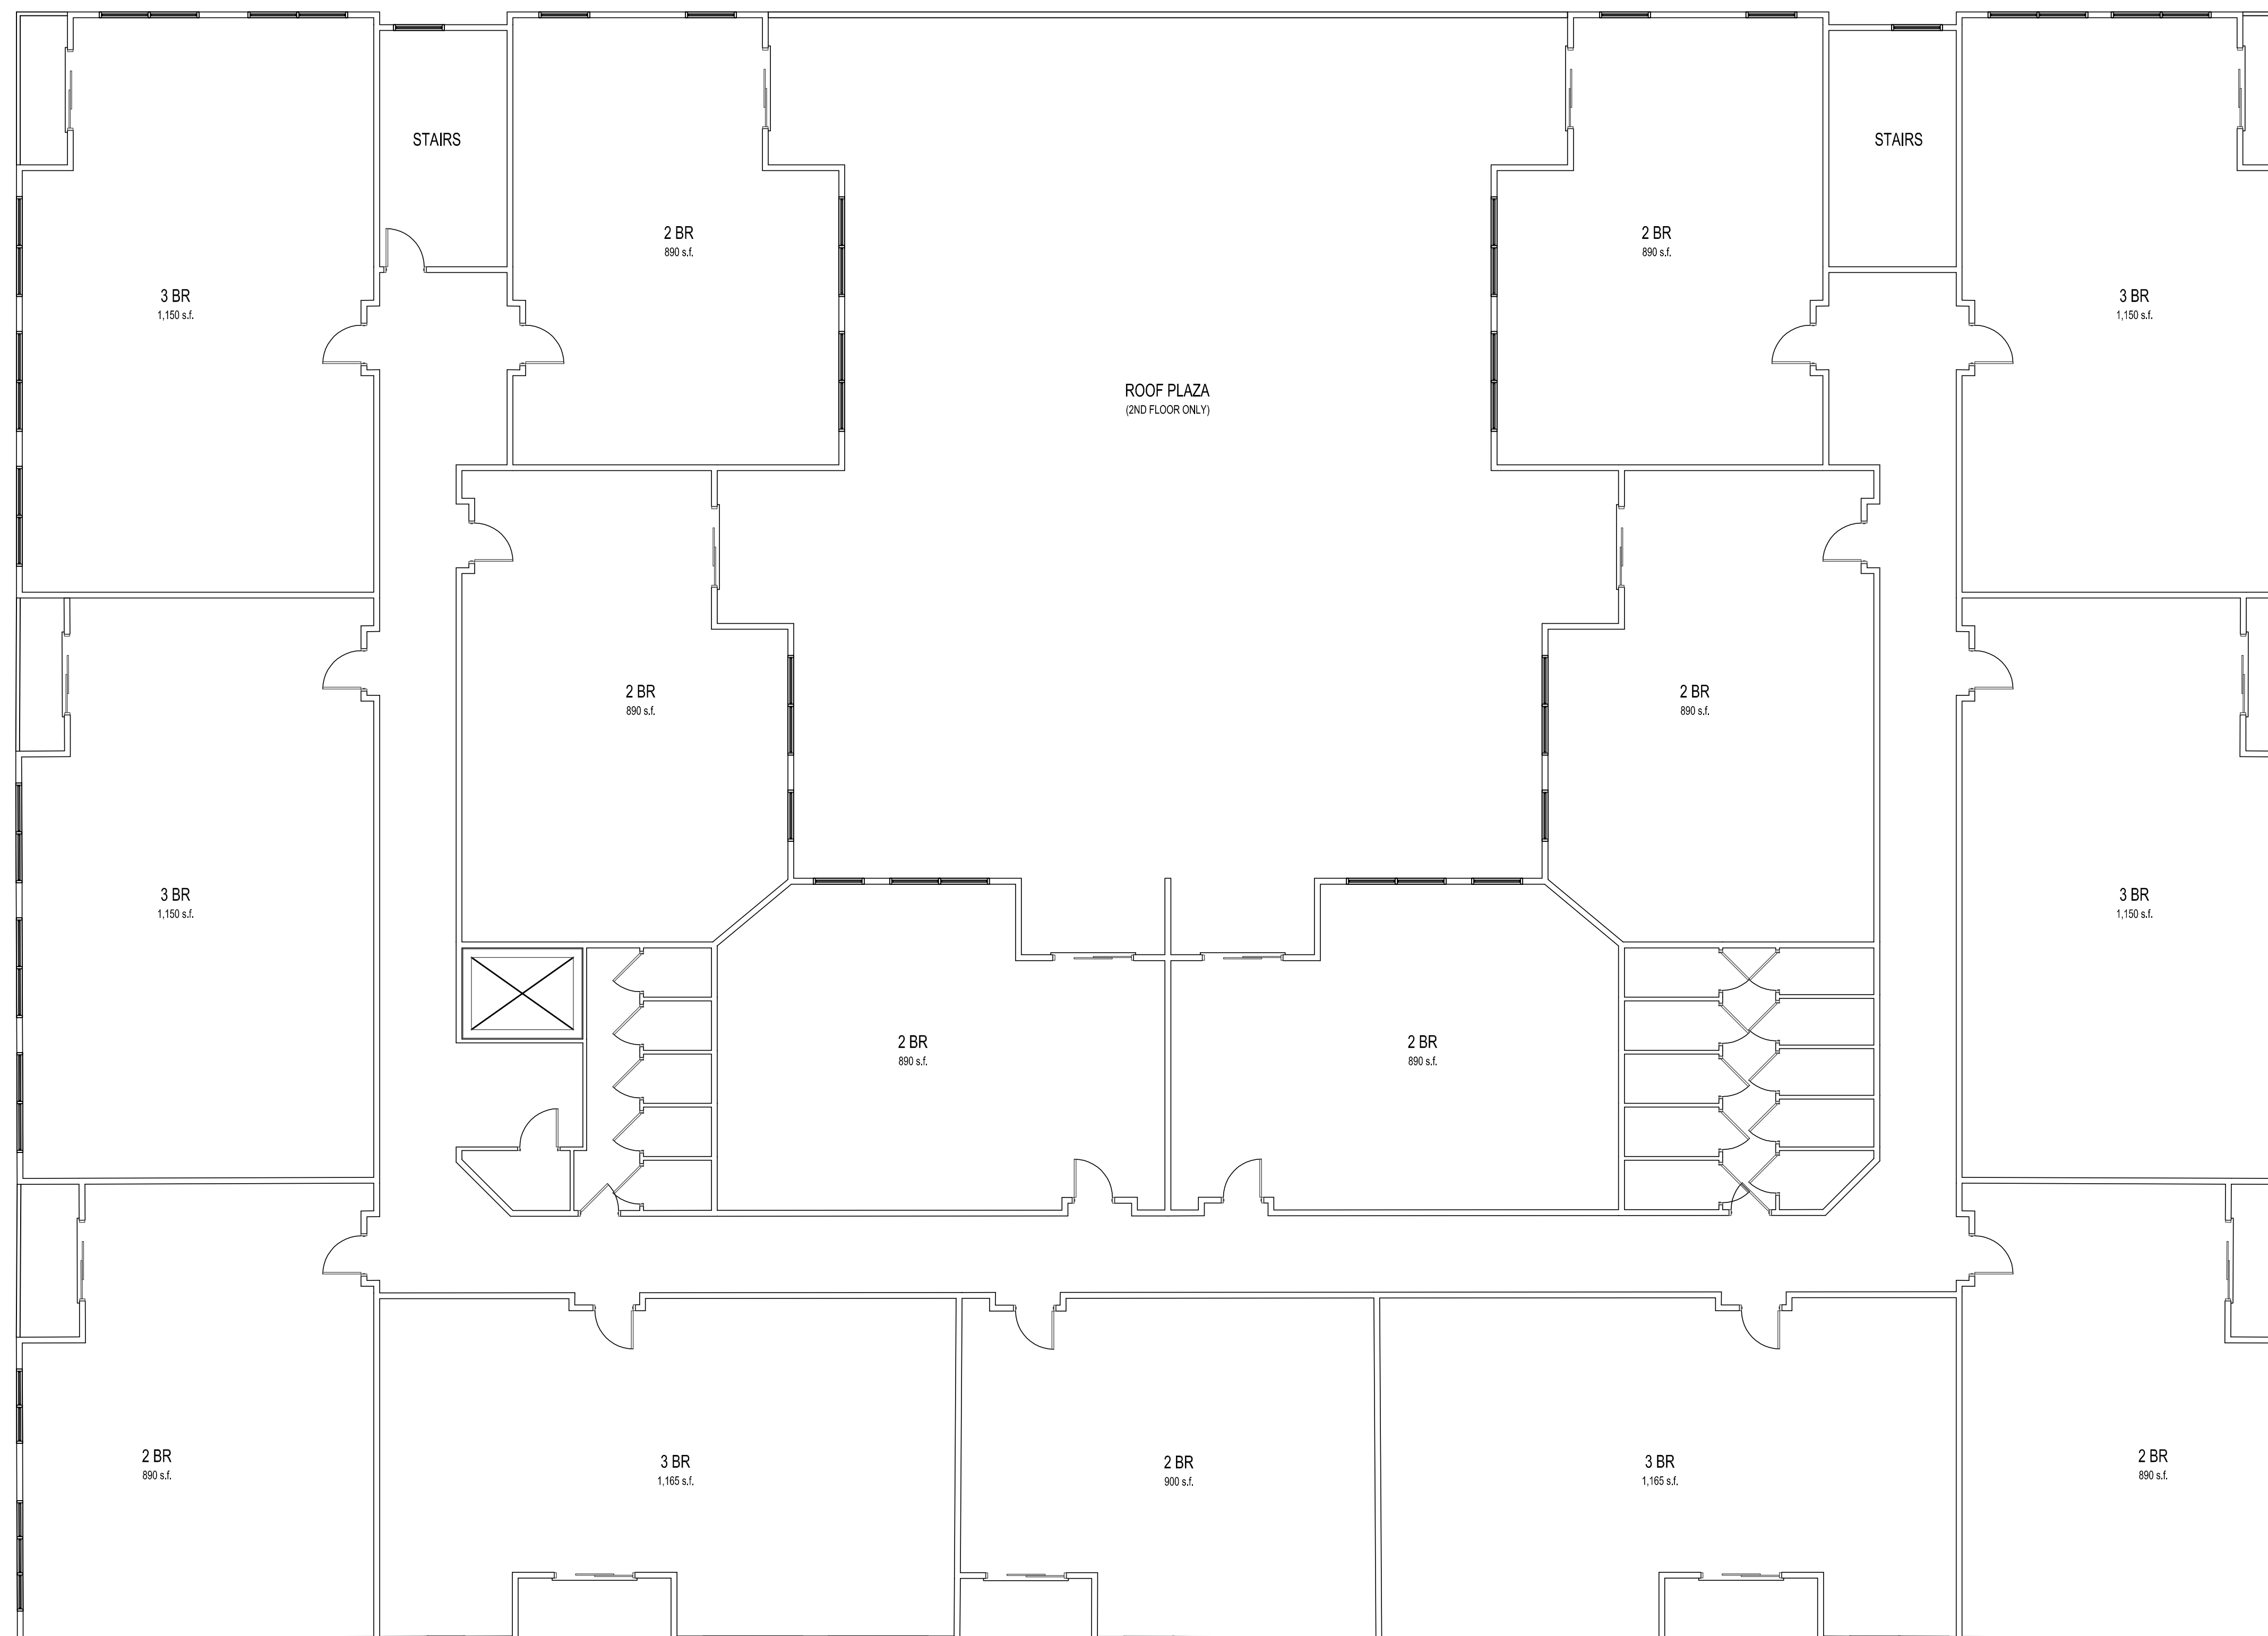 STAIRS
STAIRS
2 BR
890 s.f.
2 BR
890 s.f.
3 BR
1,150 s.f.
3 BR
1,150 s.f.
ROOF PLAZA
(2ND FLOOR ONLY)
2 BR
890 s.f.
2 BR
890 s.f.
3 BR
1,150 s.f.
3 BR
1,150 s.f.
2 BR
890 s.f.
2 BR
890 s.f.
2 BR
890 s.f.
3 BR
1,165 s.f.
2 BR
900 s.f.
3 BR
1,165 s.f.
2 BR
890 s.f.